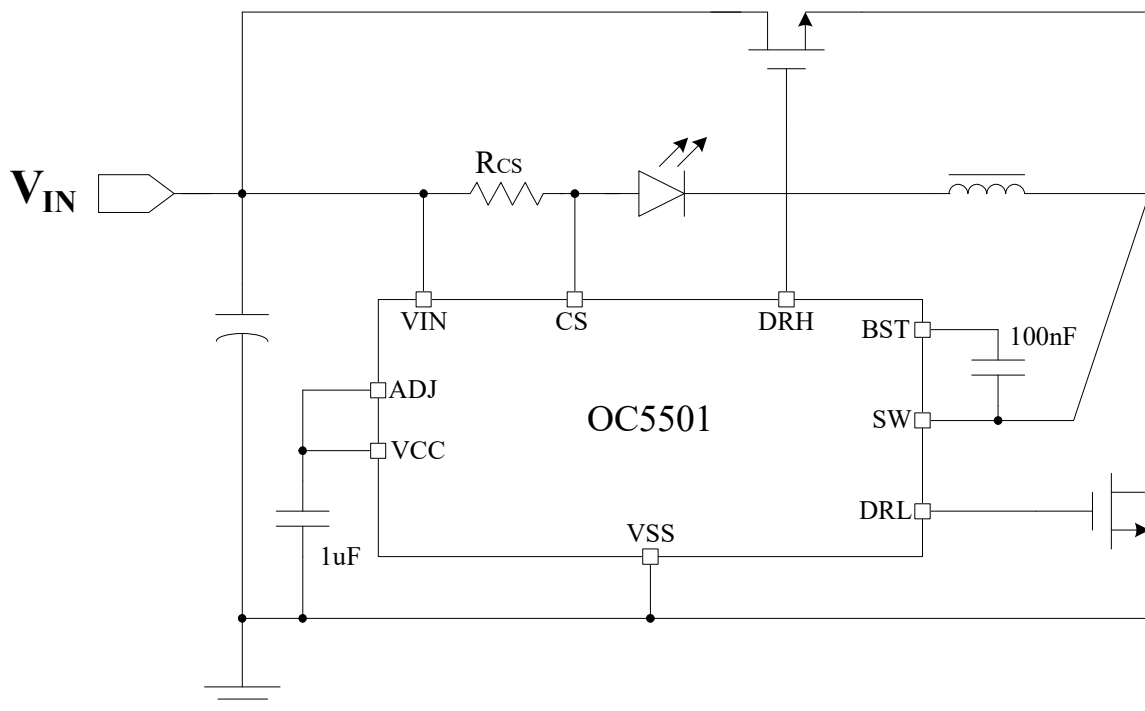 RCS
VIN
VIN
CS
DRH
BST
100nF
ADJ
OC5501
SW
VCC
DRL
VSS
1uF